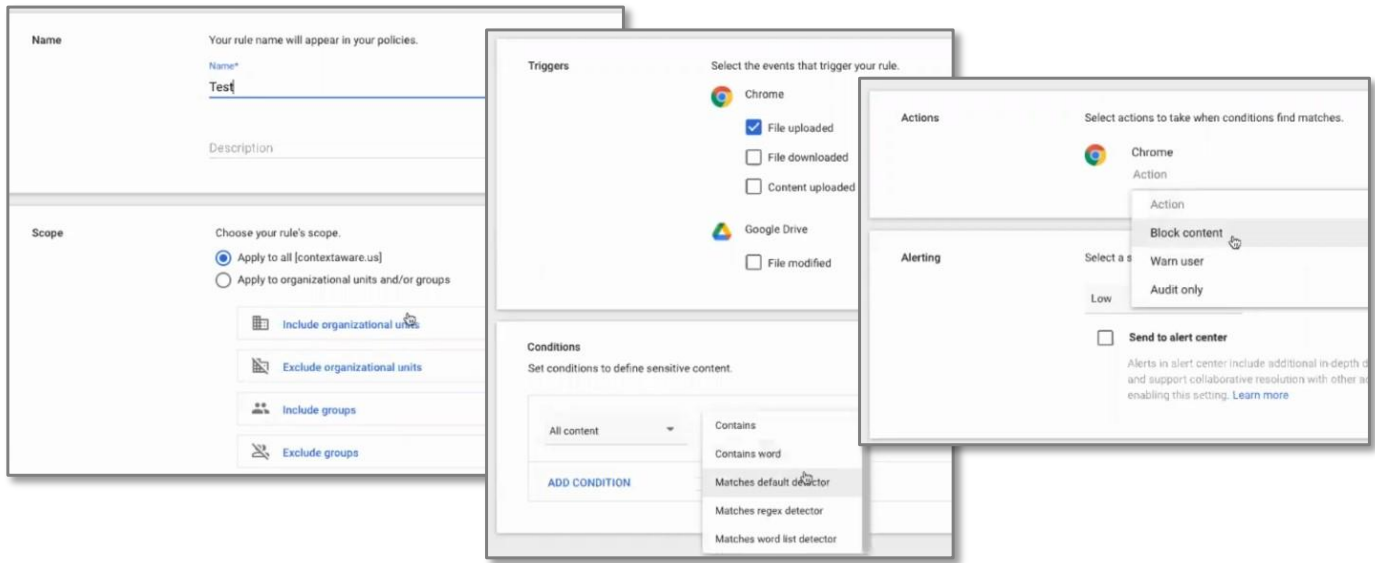 Name
Your rule name will appear in your policies.
Name*
Test
Description
Scope
Choose your rule's scope.
Apply to all [contextaware.us]
Apply to organizational units and/or groups
Include organizational units
Exclude organizational units
Include groups
Exclude groups
Triggers
Select the events that trigger your rule.
Chrome
File uploaded
File downloaded
Content uploaded
Google Drive
File modified
Conditions
Set conditions to define sensitive content.
All content
ADD CONDITION
Contains
Contains word
Matches default detector
Matches regex detector
Matches word list detector
Actions
Select actions to take when conditions find matches.
Chrome
Action
Action
Block content
Warn user
Audit only
Alerting
Select a s
Low
Send to alert center
Alerts in alert center include additional in-depth d
and support collaborative resolution with other a
enabling this setting. Learn more